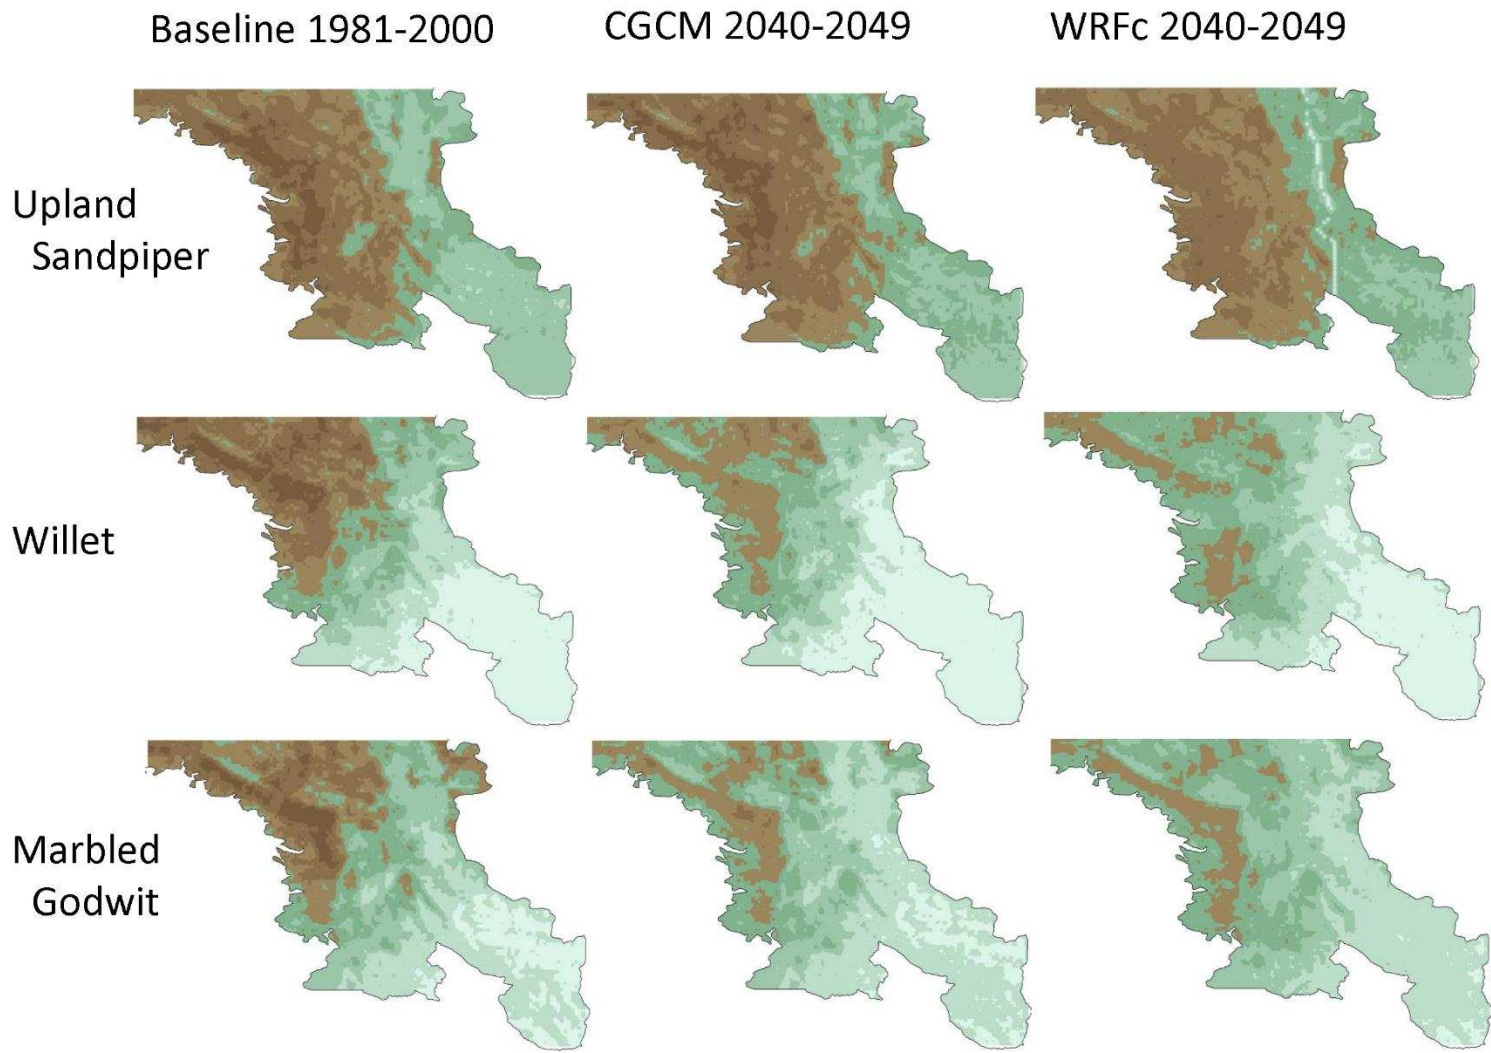 Baseline 1981-2000
CGCM 2040-2049
WRFc 2040-2049
Upland
Sandpiper
Willet
Marbled
Godwit